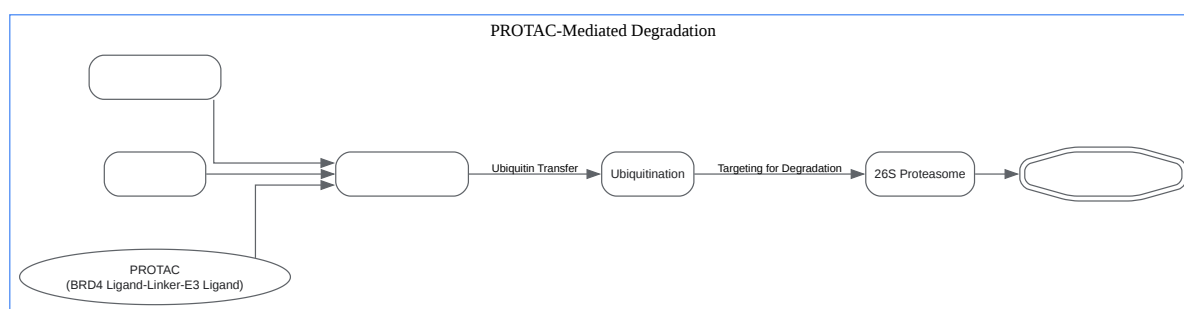 PROTAC-Mediated Degradation
Ubiquitin Transfer
Ubiquitination
Targeting for Degradation
26S Proteasome
PROTAC
(BRD4 Ligand-Linker-E3 Ligand)